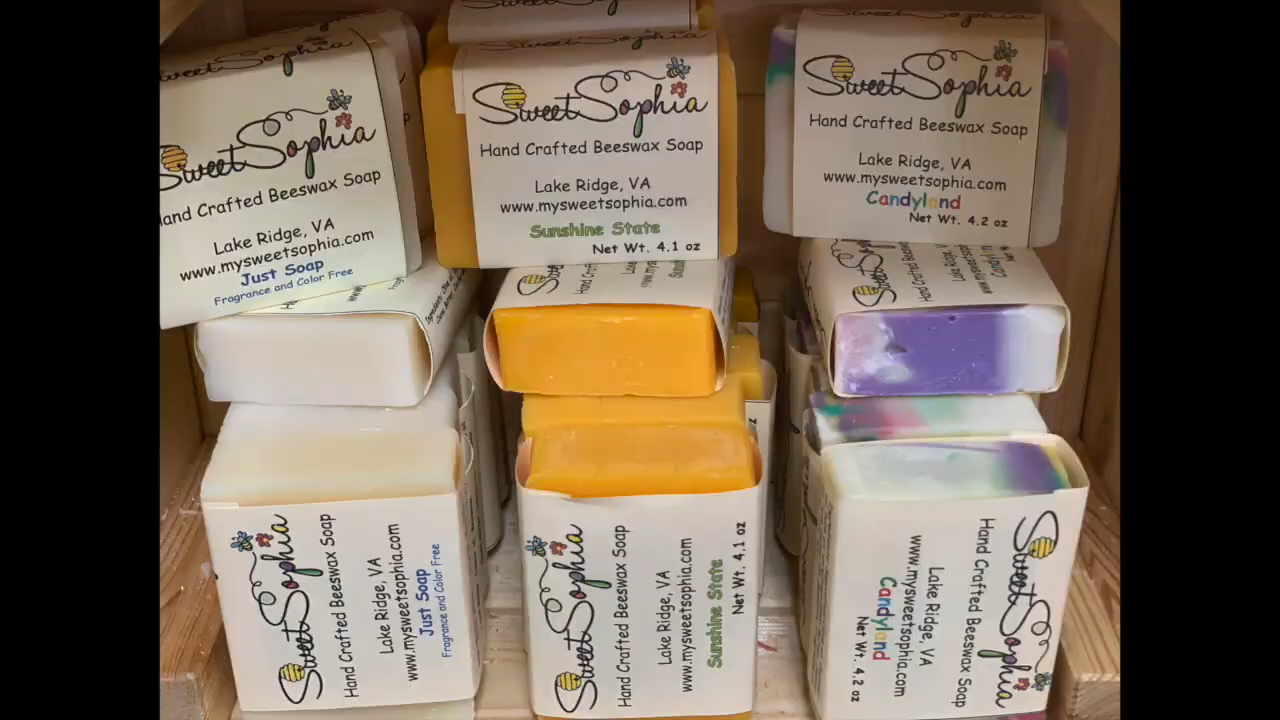 SweetSophia
Hand Crafted Beeswax Soap
Lake Ridge, VA
www.mysweetsophia.com
Just Soap
Fragrance and Color Free
SweetSophia
SweetSophia
Hand Crafted Beeswax Soap
Lake Ridge, VA
www.mysweetsophia.com
Sunshine State
Net Wt. 4.1 oz
SweetSophia
Hand Crafted Beeswax Soap
Lake Ridge, VA
www.mysweetsophia.com
Candyland
Net Wt. 4.2 oz
SweetSophia
Hand Crafted Beeswax Soap
Lake Ridge, VA
www.mysweetsophia.com
Just Soap
Fragrance and Color Free
SweetSophia
Hand Crafted Beeswax Soap
Lake Ridge, VA
www.mysweetsophia.com
Sunshine State
Net Wt. 4.1 oz
SweetSophia
Hand Crafted Beeswax Soap
Lake Ridge, VA
www.mysweetsophia.com
Candyland
Net Wt. 4.2 oz